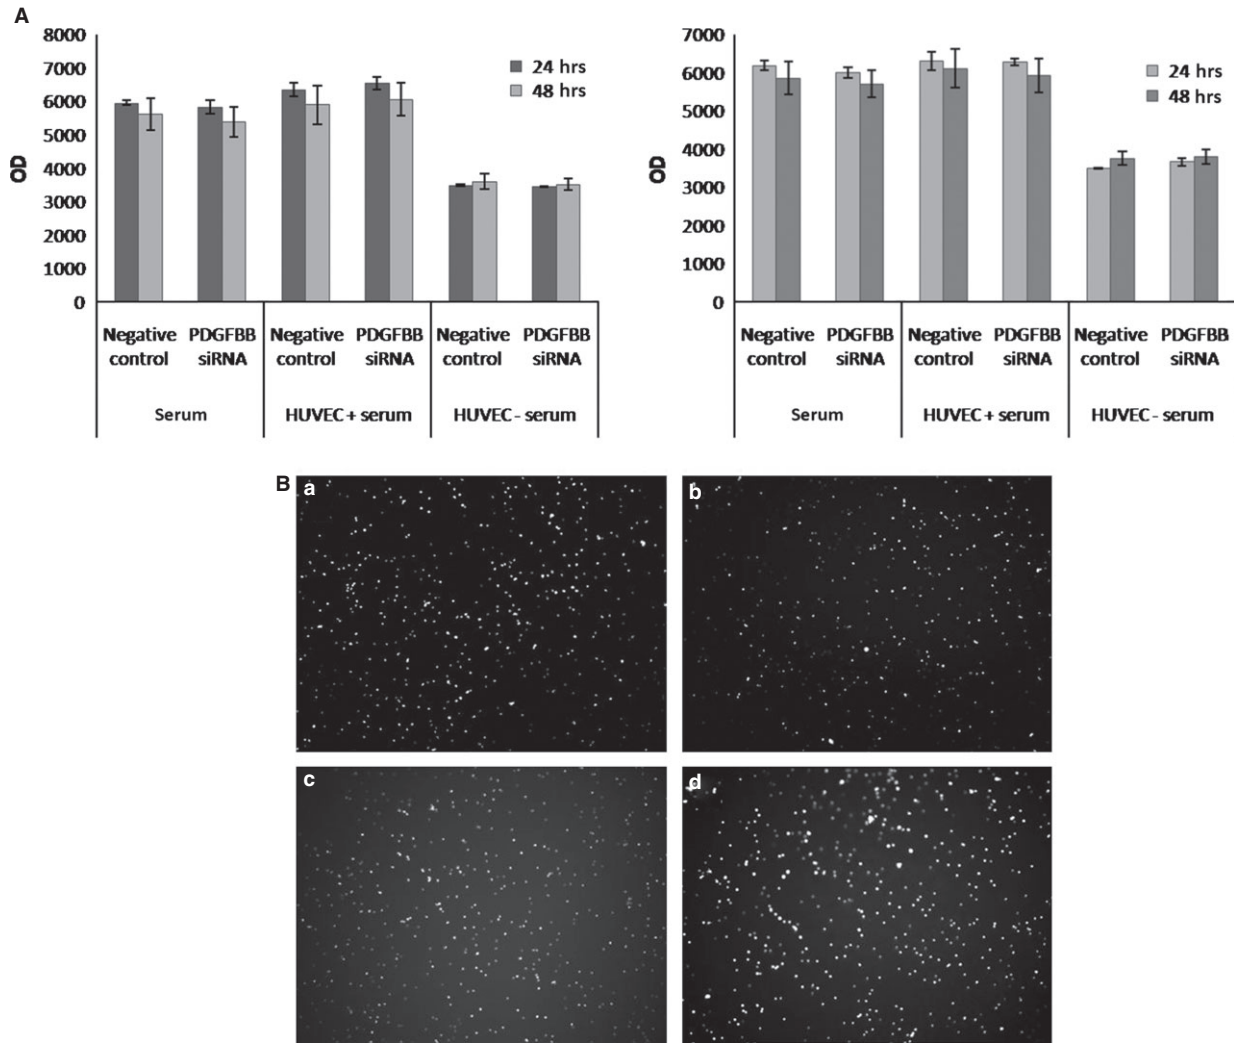 A
8000
7000
6000
5000
4000
3000
2000
1000
0
OD
24 hrs
48 hrs
Negative control
PDGFBB siRNA
Negative control
PDGFBB siRNA
Negative control
PDGFBB siRNA
Serum
HUVEC + serum
HUVEC - serum
7000
6000
5000
4000
3000
2000
1000
0
OD
24 hrs
48 hrs
Negative control
PDGFBB siRNA
Negative control
PDGFBB siRNA
Negative control
PDGFBB siRNA
Serum
HUVEC + serum
HUVEC - serum
B
a
b
c
d